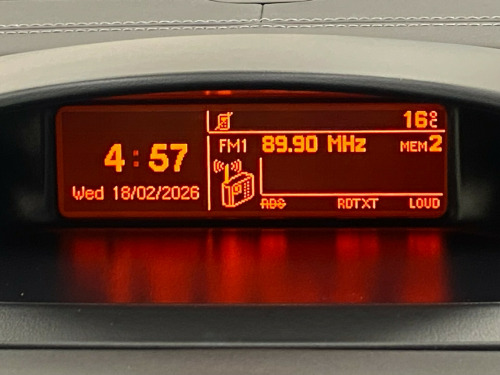 16°C
FM1 89.90 MHz MEM2
4:57
Wed 18/02/2026
RDS RDTXT LOUD